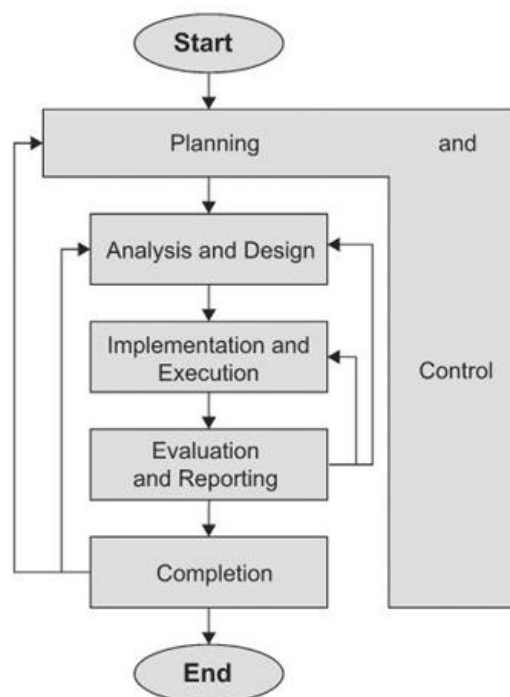 Start
Planning and
Analysis and Design
Implementation and
Execution
Control
Evaluation
and Reporting
Completion
End